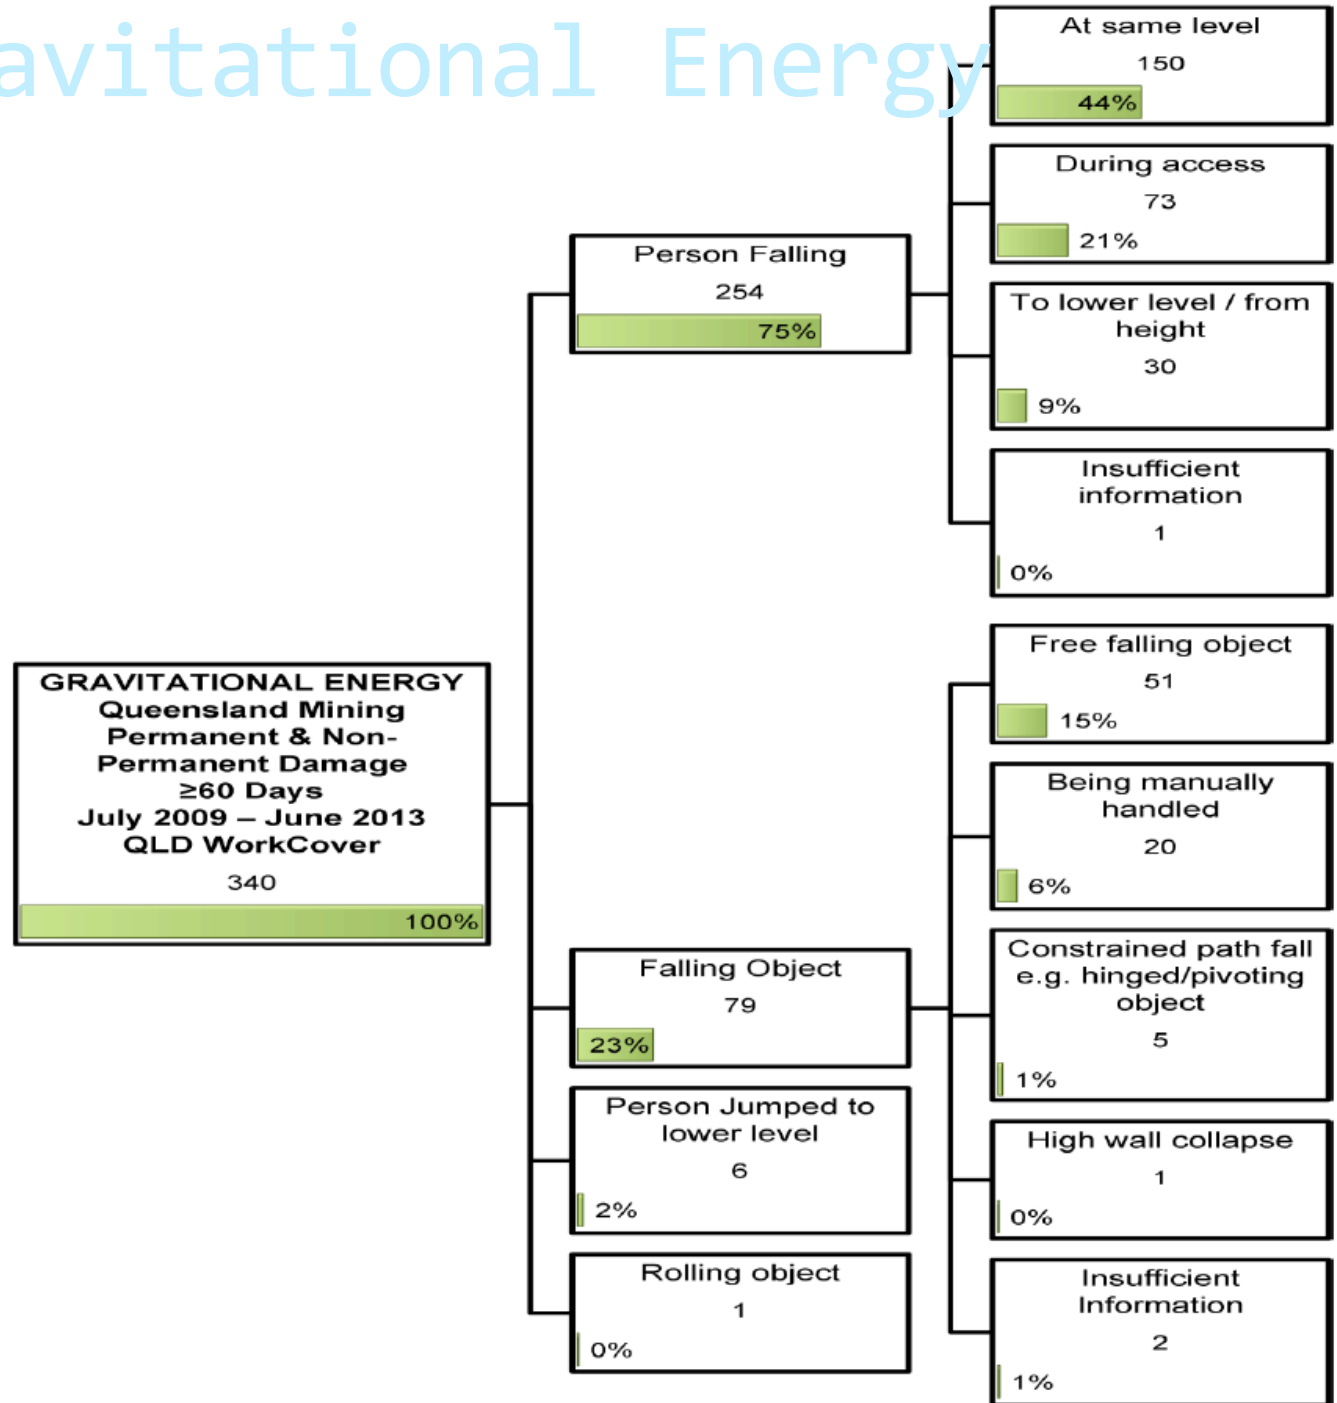 avitational Energy
At same level
150
44%
During access
73
21%
Person Falling
254
75%
To lower level / from
height
30
9%
Insufficient
information
1
0%
GRAVITATIONAL ENERGY
Queensland Mining
Permanent & Non-
Permanent Damage
≥60 Days
July 2009 – June 2013
QLD WorkCover
340
100%
Free falling object
51
15%
Being manually
handled
20
6%
Falling Object
79
23%
Constrained path fall
e.g. hinged/pivoting
object
5
1%
Person Jumped to
lower level
6
2%
High wall collapse
1
0%
Rolling object
1
0%
Insufficient
Information
2
1%